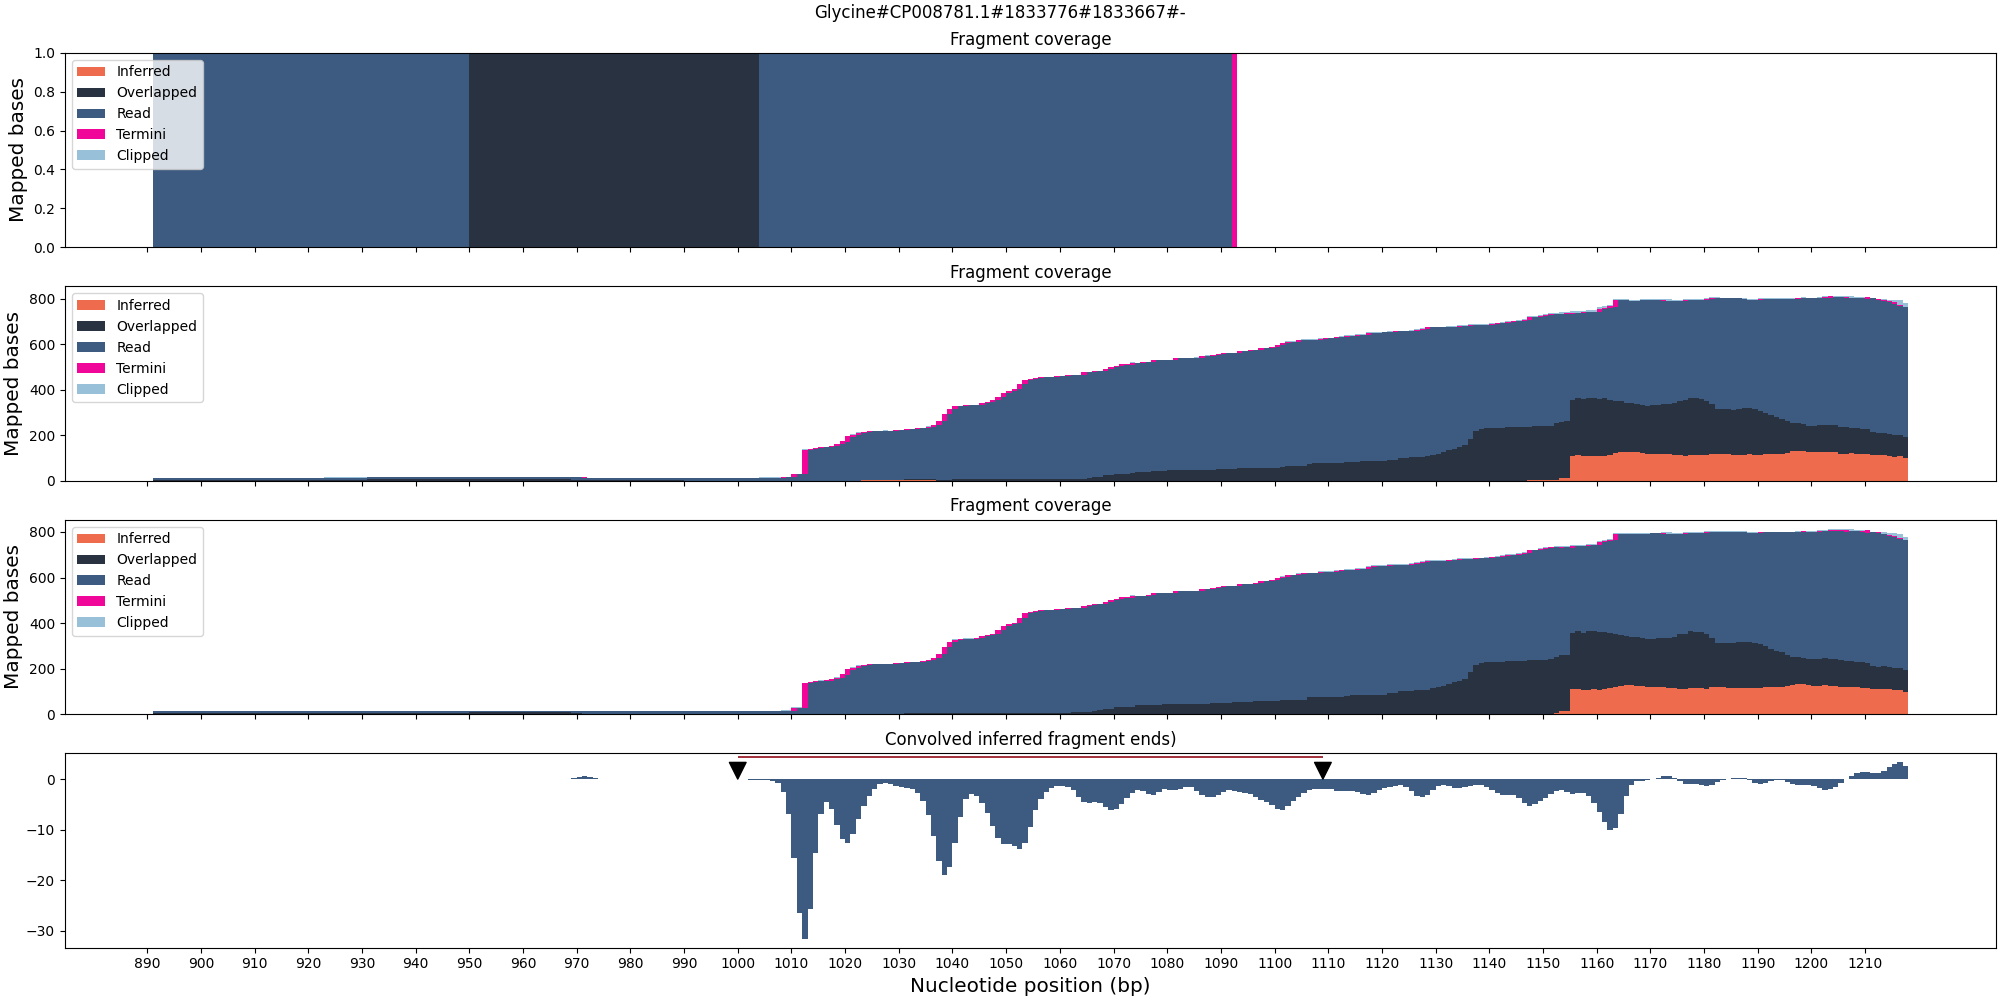 Glycine#CP008781.1#1833776#1833667#-
Fragment coverage
Mapped bases
1.0
0.8
0.6
0.4
0.2
0.0
Inferred
Overlapped
Read
Termini
Clipped
Fragment coverage
Mapped bases
800
600
400
200
0
Inferred
Overlapped
Read
Termini
Clipped
Fragment coverage
Mapped bases
800
600
400
200
0
Inferred
Overlapped
Read
Termini
Clipped
Convolved inferred fragment ends)
0
−10
−20
−30
890 900 910 920 930 940 950 960 970 980 990 1000 1010 1020 1030 1040 1050 1060 1070 1080 1090 1100 1110 1120 1130 1140 1150 1160 1170 1180 1190 1200 1210
Nucleotide position (bp)